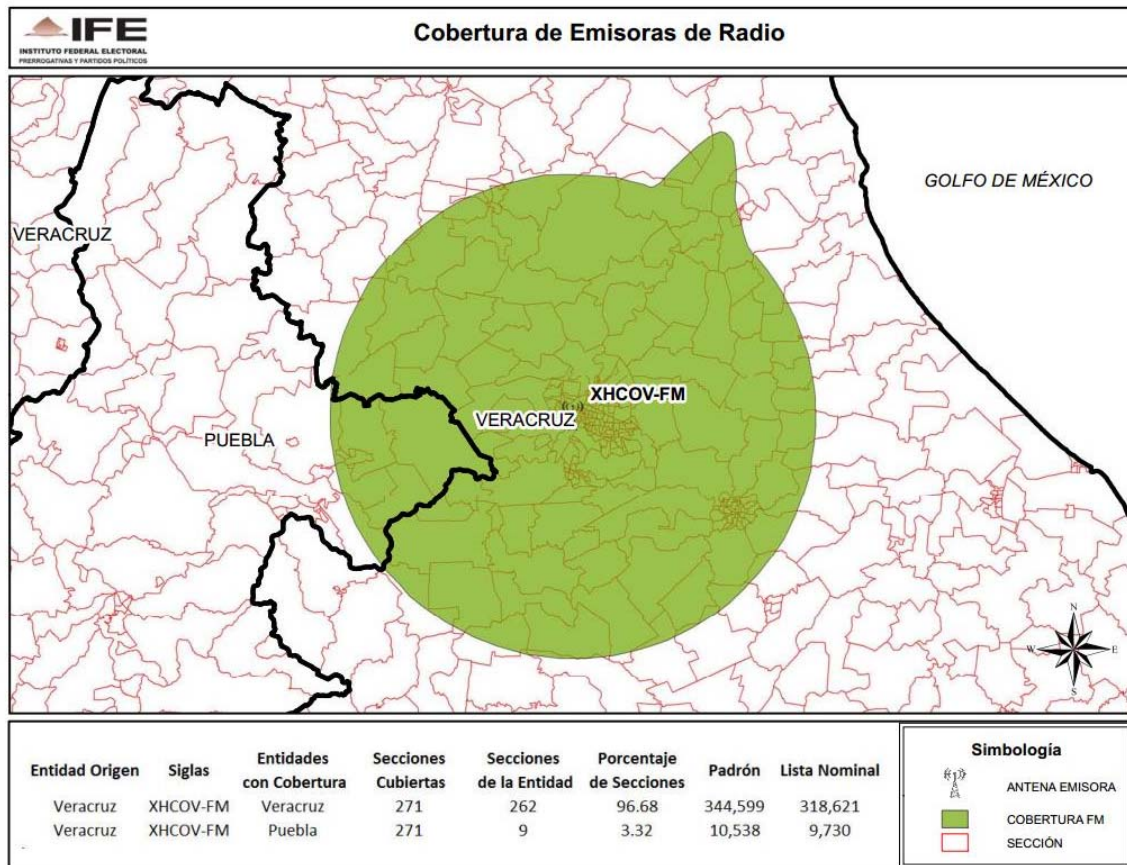 IFE
INSTITUTO FEDERAL ELECTORAL
PRERROGATIVAS Y PARTIDOS POLÍTICOS
Cobertura de Emisoras de Radio
GOLFO DE MÉXICO
VERACRUZ
XHCOV-FM
VERACRUZ
PUEBLA
N
W E
S
Entidad Origen Siglas Entidades con Cobertura Secciones Cubiertas Secciones de la Entidad Porcentaje de Secciones Padrón Lista Nominal
Veracruz XHCOV-FM Veracruz 271 262 96.68 344,599 318,621
Veracruz XHCOV-FM Puebla 271 9 3.32 10,538 9,730
Simbología
ANTENA EMISORA
COBERTURA FM
SECCIÓN